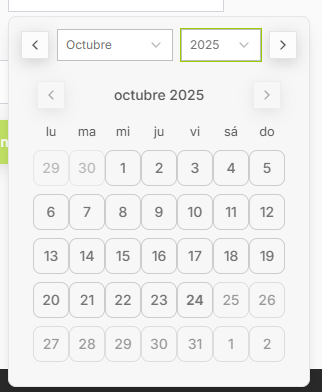 Octubre 2025
octubre 2025
lu ma mi ju vi sá do
29 30 1 2 3 4 5
6 7 8 9 10 11 12
13 14 15 16 17 18 19
20 21 22 23 24 25 26
27 28 29 30 31 1 2
n